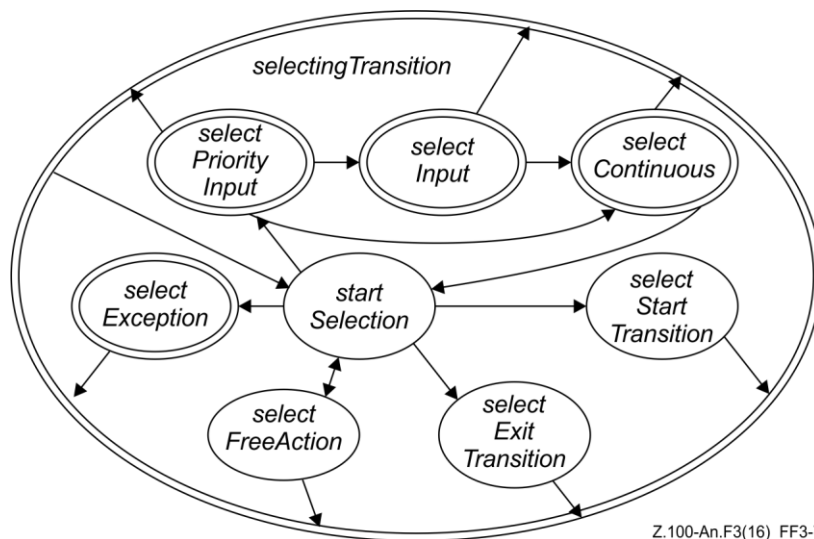 selectingTransition
select
Priority
Input
select
Input
select
Continuous
select
Exception
start
Selection
select
Start
Transition
select
FreeAction
select
Exit
Transition
Z.100-An.F3(16)_FF3-